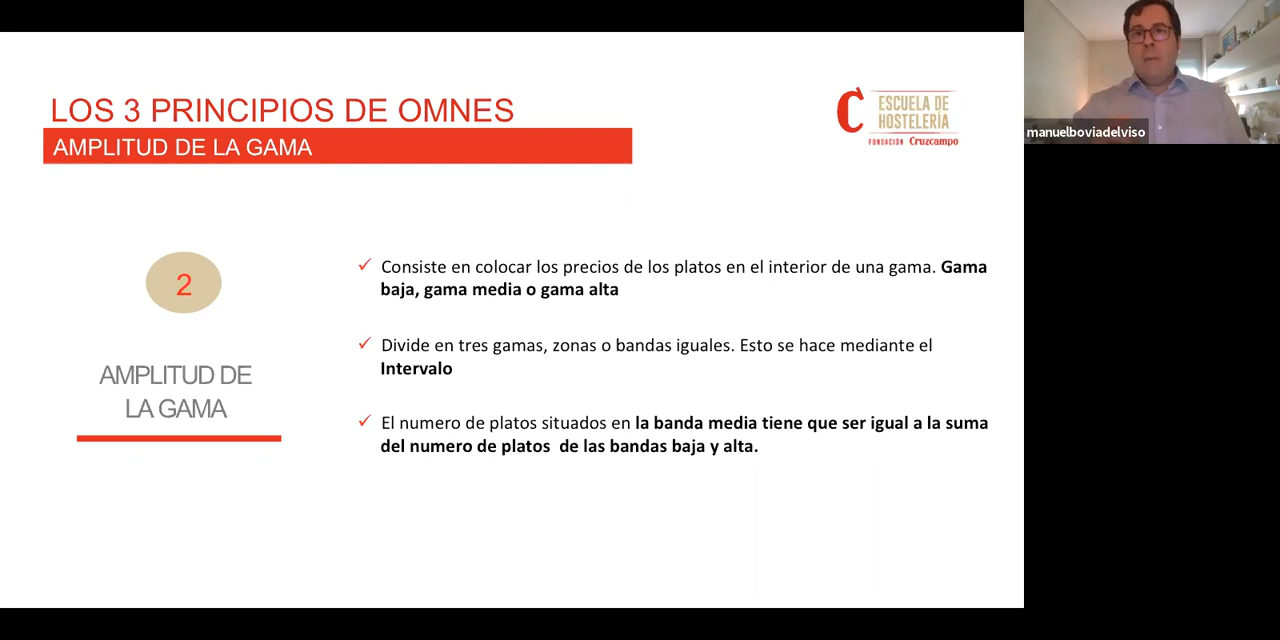 LOS 3 PRINCIPIOS DE OMNES
AMPLITUD DE LA GAMA
C ESCUELA DE
HOSTELERÍA
FUNDACIÓN Cruzcampo
manuelboviadelviso
2
AMPLITUD DE
LA GAMA
✓ Consiste en colocar los precios de los platos en el interior de una gama. Gama
baja, gama media o gama alta
✓ Divide en tres gamas, zonas o bandas iguales. Esto se hace mediante el
Intervalo
✓ El numero de platos situados en la banda media tiene que ser igual a la suma
del numero de platos  de las bandas baja y alta.